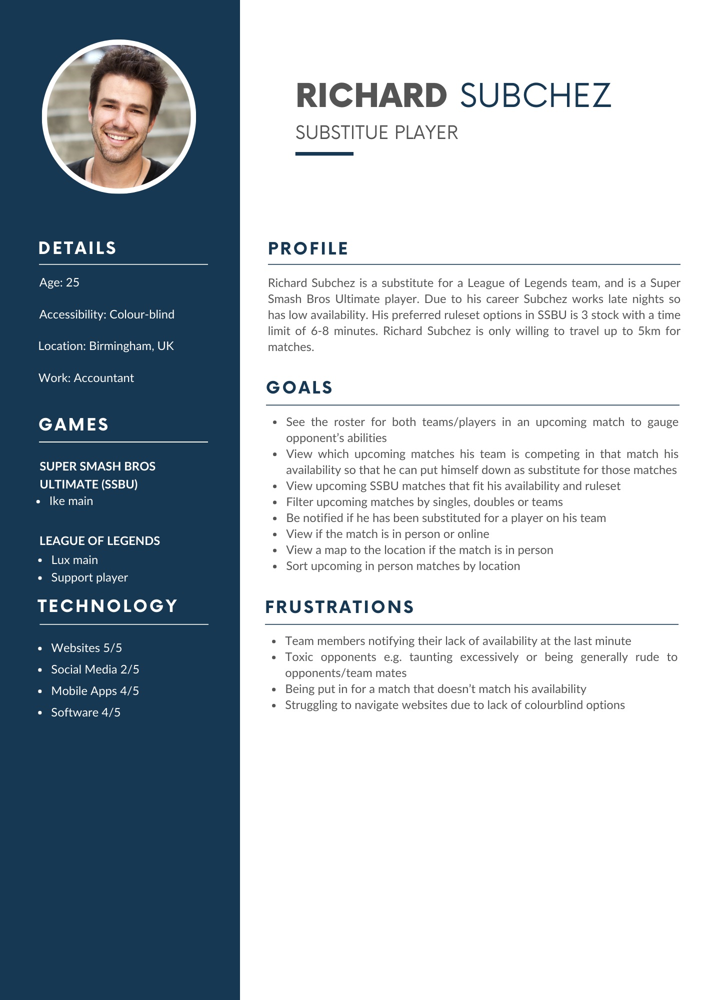 RICHARD SUBCHEZ
SUBSTITUE PLAYER
DETAILS
Age: 25
Accessibility: Colour-blind
Location: Birmingham, UK
Work: Accountant
GAMES
SUPER SMASH BROS
ULTIMATE (SSBU)
• Ike main
LEAGUE OF LEGENDS
• Lux main
• Support player
TECHNOLOGY
• Websites 5/5
• Social Media 2/5
• Mobile Apps 4/5
• Software 4/5
PROFILE
Richard Subchez is a substitute for a League of Legends team, and is a Super
Smash Bros Ultimate player. Due to his career Subchez works late nights so
has low availability. His preferred ruleset options in SSBU is 3 stock with a time
limit of 6-8 minutes. Richard Subchez is only willing to travel up to 5km for
matches.
GOALS
• See the roster for both teams/players in an upcoming match to gauge
opponent’s abilities
• View which upcoming matches his team is competing in that match his
availability so that he can put himself down as substitute for those matches
• View upcoming SSBU matches that fit his availability and ruleset
• Filter upcoming matches by singles, doubles or teams
• Be notified if he has been substituted for a player on his team
• View if the match is in person or online
• View a map to the location if the match is in person
• Sort upcoming in person matches by location
FRUSTRATIONS
• Team members notifying their lack of availability at the last minute
• Toxic opponents e.g. taunting excessively or being generally rude to
opponents/team mates
• Being put in for a match that doesn’t match his availability
• Struggling to navigate websites due to lack of colourblind options